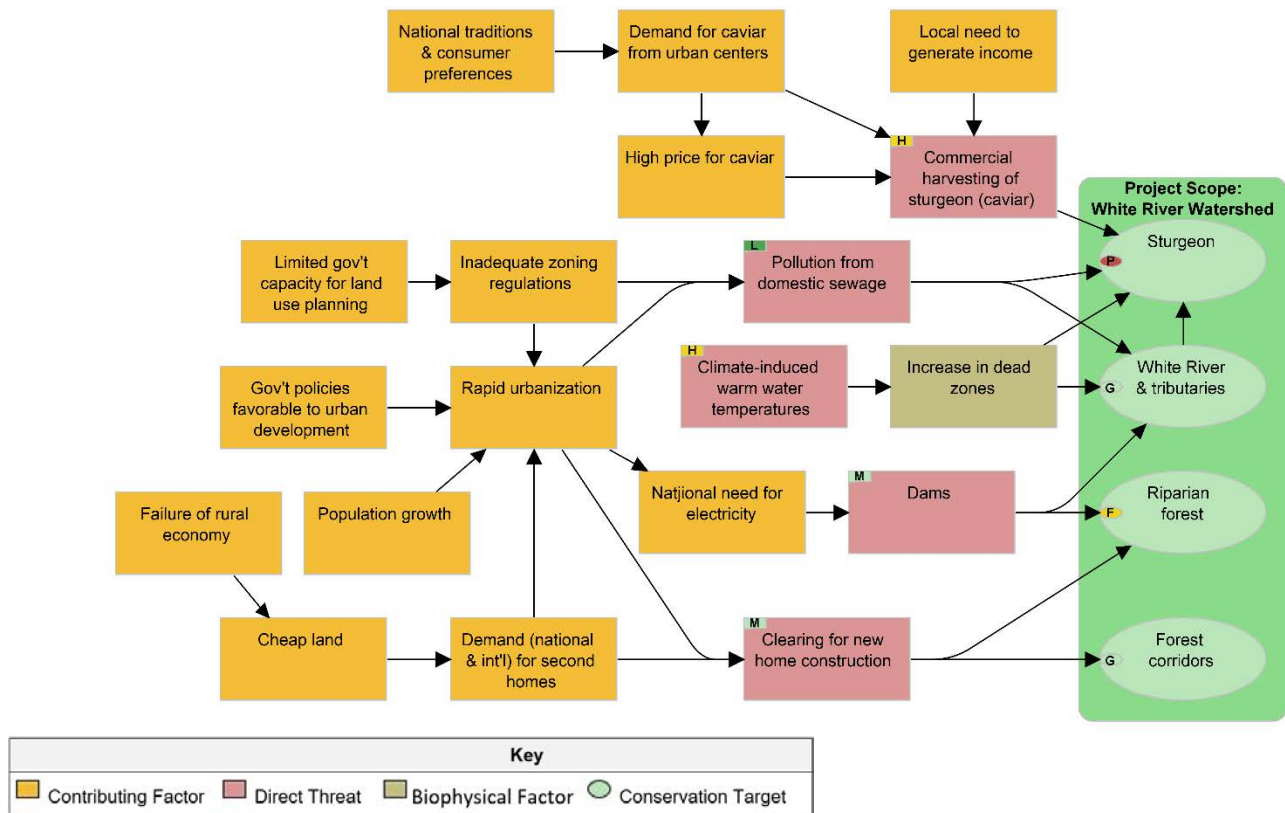 National traditions
& consumer
preferences
Demand for caviar
from urban centers
Local need to
generate income
High price for caviar
H
Commercial
harvesting of
sturgeon (caviar)
Project Scope:
White River Watershed
Sturgeon
P
Limited gov't
capacity for land
use planning
Inadequate zoning
regulations
L
Pollution from
domestic sewage
Gov't policies
favorable to urban
development
Rapid urbanization
H
Climate-induced
warm water
temperatures
Increase in dead
zones
White River
& tributaries
G
Failure of rural
economy
Population growth
Natjional need for
electricity
M
Dams
Riparian
forest
F
Cheap land
Demand (national
& int'l) for second
homes
M
Clearing for new
home construction
Forest
corridors
G
Key
Contributing Factor
Direct Threat
Biophysical Factor
Conservation Target